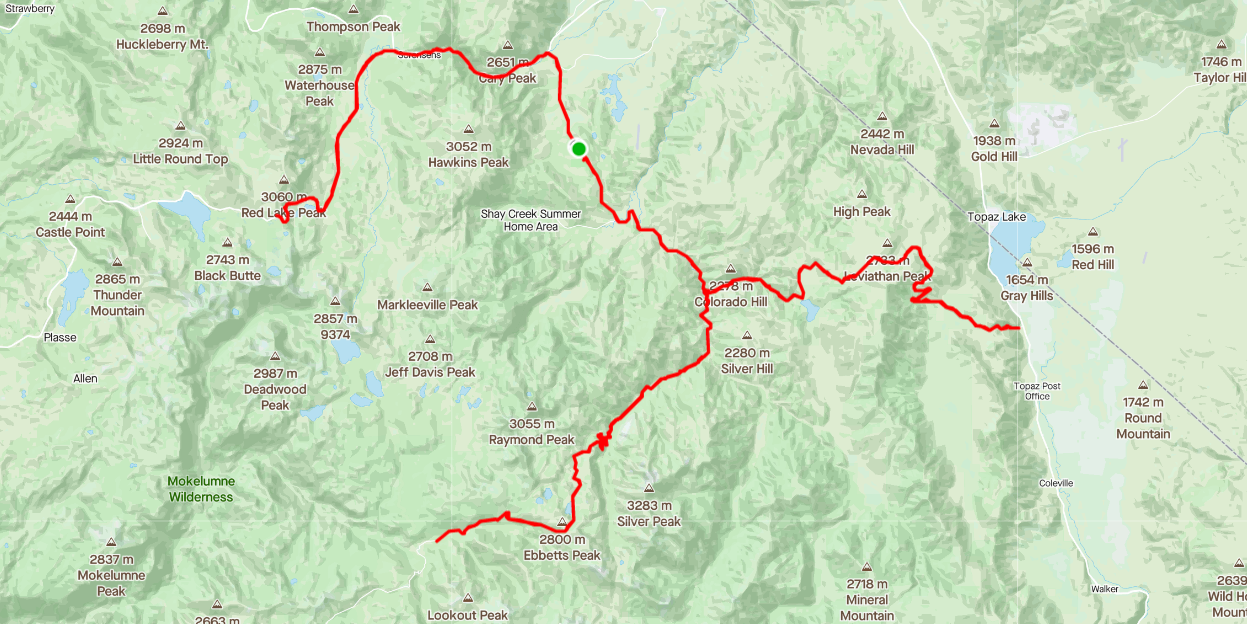 Strawberry
2698 m
Huckleberry Mt.
Thompson Peak
2875 m
Waterhouse
Peak
Sorensens
2651 m
Cary Peak
1746 m
Taylor Hil
2924 m
Little Round Top
3052 m
Hawkins Peak
2442 m
Nevada Hill
1938 m
Gold Hill
3060 m
Red Lake Peak
2444 m
Castle Point
Shay Creek Summer
Home Area
High Peak
Topaz Lake
2743 m
Black Butte
2783 m
Leviathan Peak
1596 m
Red Hill
2865 m
Thunder
Mountain
Markleeville Peak
2278 m
Colorado Hill
1654 m
Gray Hills
2857 m
9374
Plasse
2708 m
Jeff Davis Peak
2280 m
Silver Hill
Allen
2987 m
Deadwood
Peak
Topaz Post
Office
1742 m
Round
Mountain
3055 m
Raymond Peak
Mokelumne
Wilderness
Coleville
3283 m
Silver Peak
2800 m
Ebbetts Peak
2837 m
Mokelumne
Peak
2718 m
Mineral
Mountain
Walker
2639
Wild Ho
Mount
2663 m
Lookout Peak